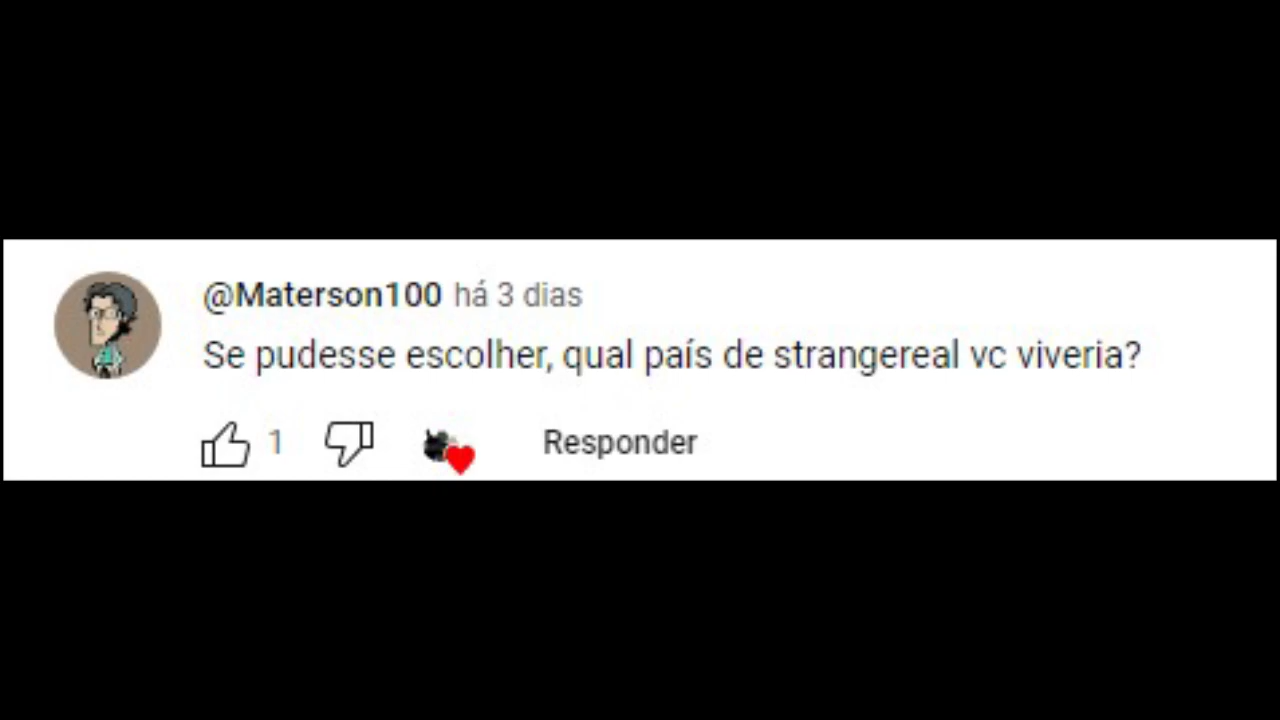 @Materson100 há 3 dias
Se pudesse escolher, qual país de strangereal vc viveria?
1 Responder